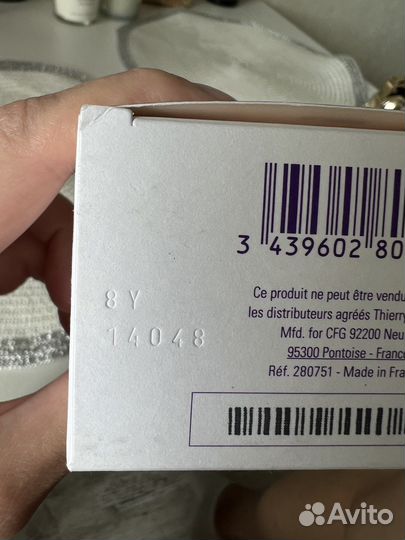 3 439602 80
8 Y
14048
Ce produit ne peut être vendu
les distributeurs agréés Thierry
Mfd. for CFG 92200 Neu
95300 Pontoise - France
Réf. 280751 - Made in Fra
Avito